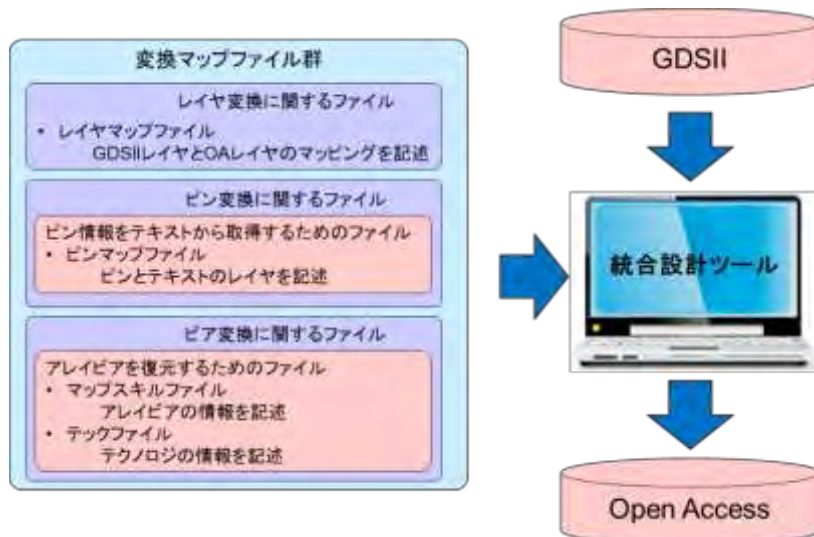 変換マップファイル群
レイヤ変換に関するファイル
• レイヤマップファイル
GDSIIレイヤとOAレイヤのマッピングを記述
ピン変換に関するファイル
ピン情報をテキストから取得するためのファイル
• ピンマップファイル
ピンとテキストのレイヤを記述
ビア変換に関するファイル
アレイビアを復元するためのファイル
• マップスキルファイル
アレイビアの情報を記述
• テックファイル
テクノロジの情報を記述
GDSII
統合設計ツール
Open Access